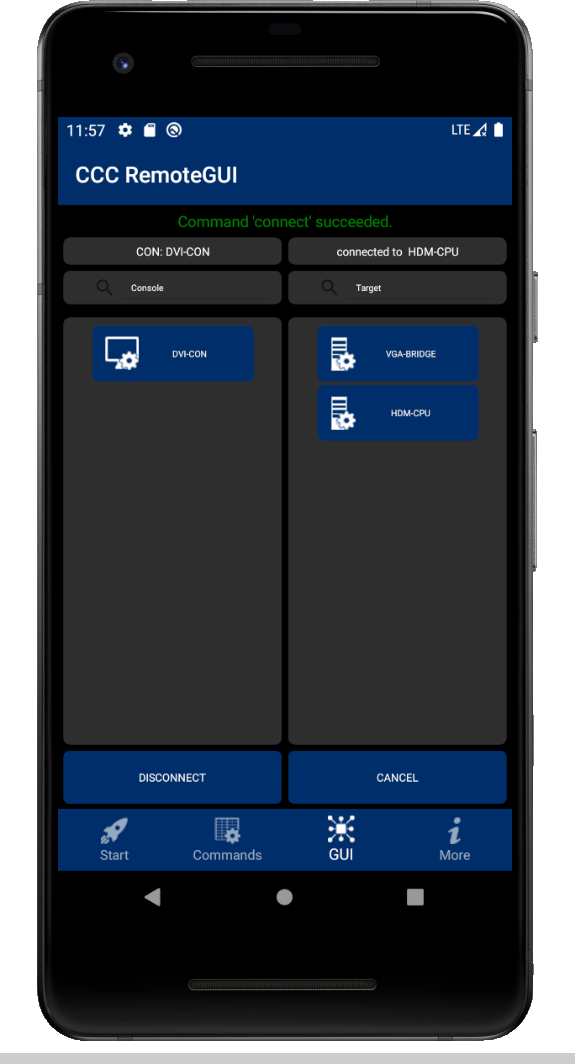 11:57 LTE
CCC RemoteGUI
Command 'connect' succeeded.
CON: DVI-CON connected to HDM-CPU
Console Target
DVI-CON VGA-BRIDGE
HDM-CPU
DISCONNECT CANCEL
Start Commands GUI More